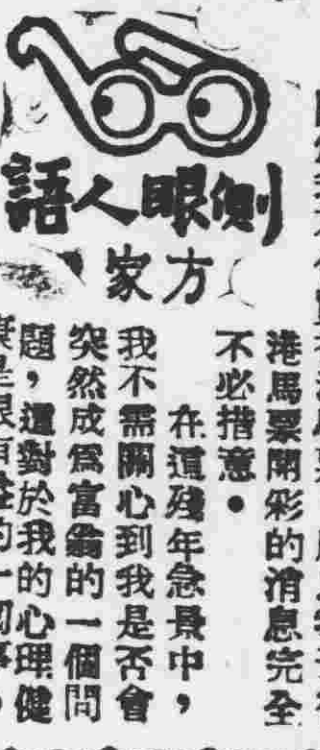 側眼人語
方家
港馬票開彩的消息完全
不必措意。
在這殘年急景中，
我不需關心到我是否會
突然成爲富翁的一個問
題，這對於我的心理健